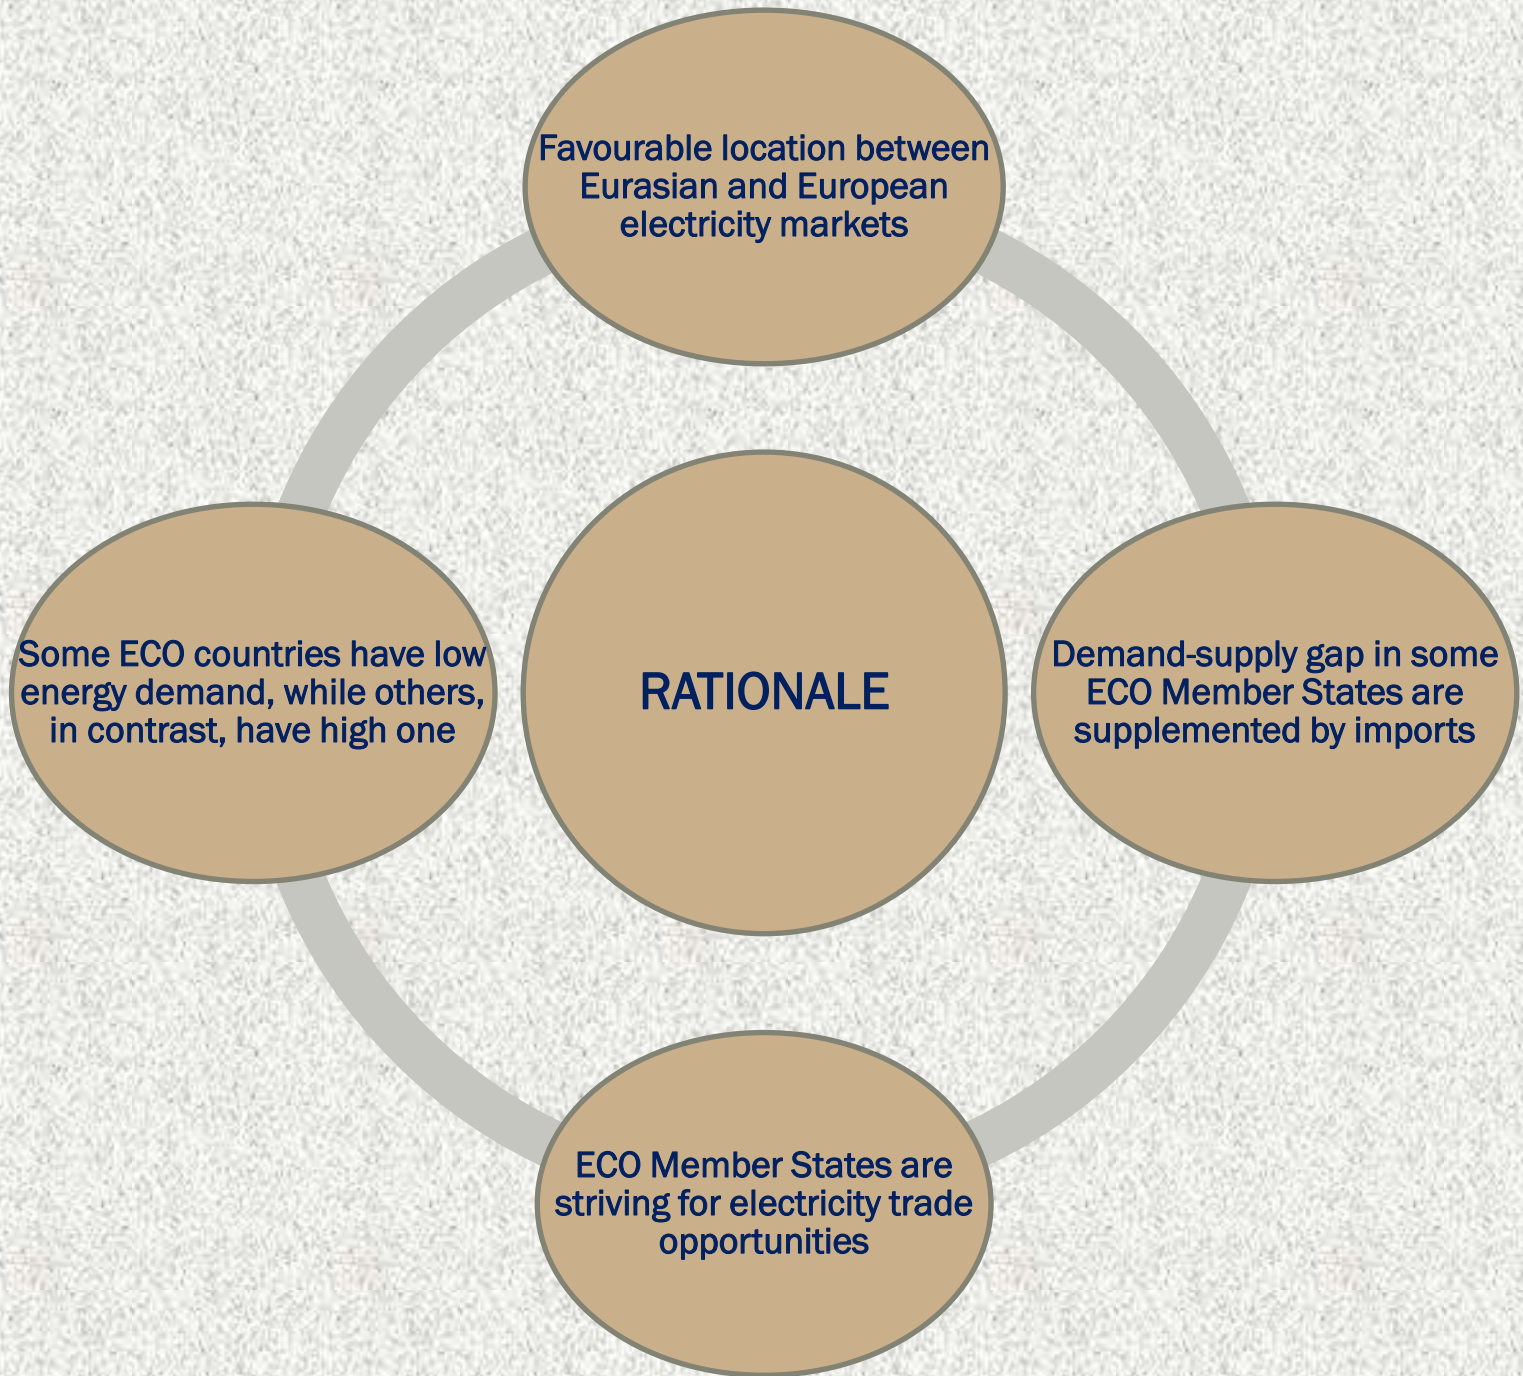 Favourable location between
Eurasian and European
electricity markets
Some ECO countries have low
energy demand, while others,
in contrast, have high one
RATIONALE
Demand-supply gap in some
ECO Member States are
supplemented by imports
ECO Member States are
striving for electricity trade
opportunities